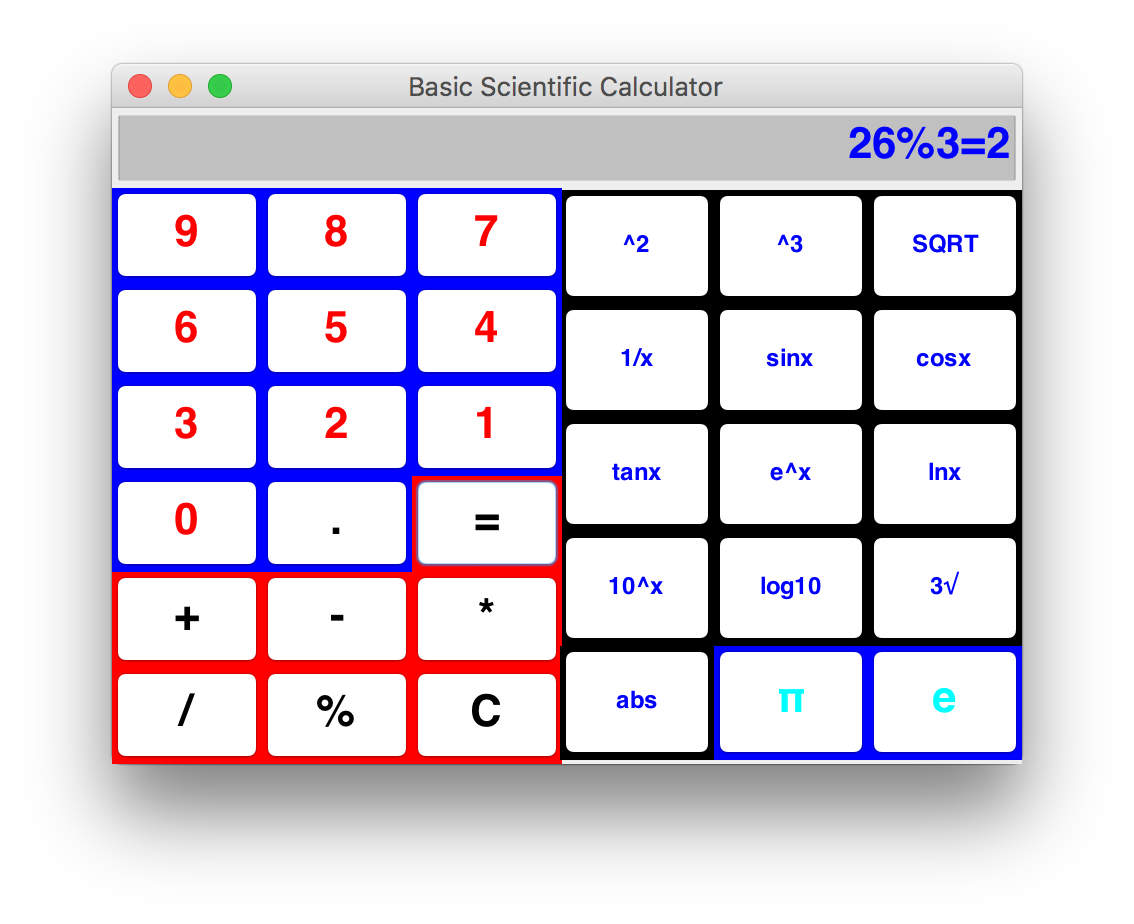 Basic Scientific Calculator
26%3=2
9 8 7
6 5 4
3 2 1
0 . =
+ - *
/ % C
^2 ^3 SQRT
1/x sinx cosx
tanx e^x lnx
10^x log10 3√
abs π e